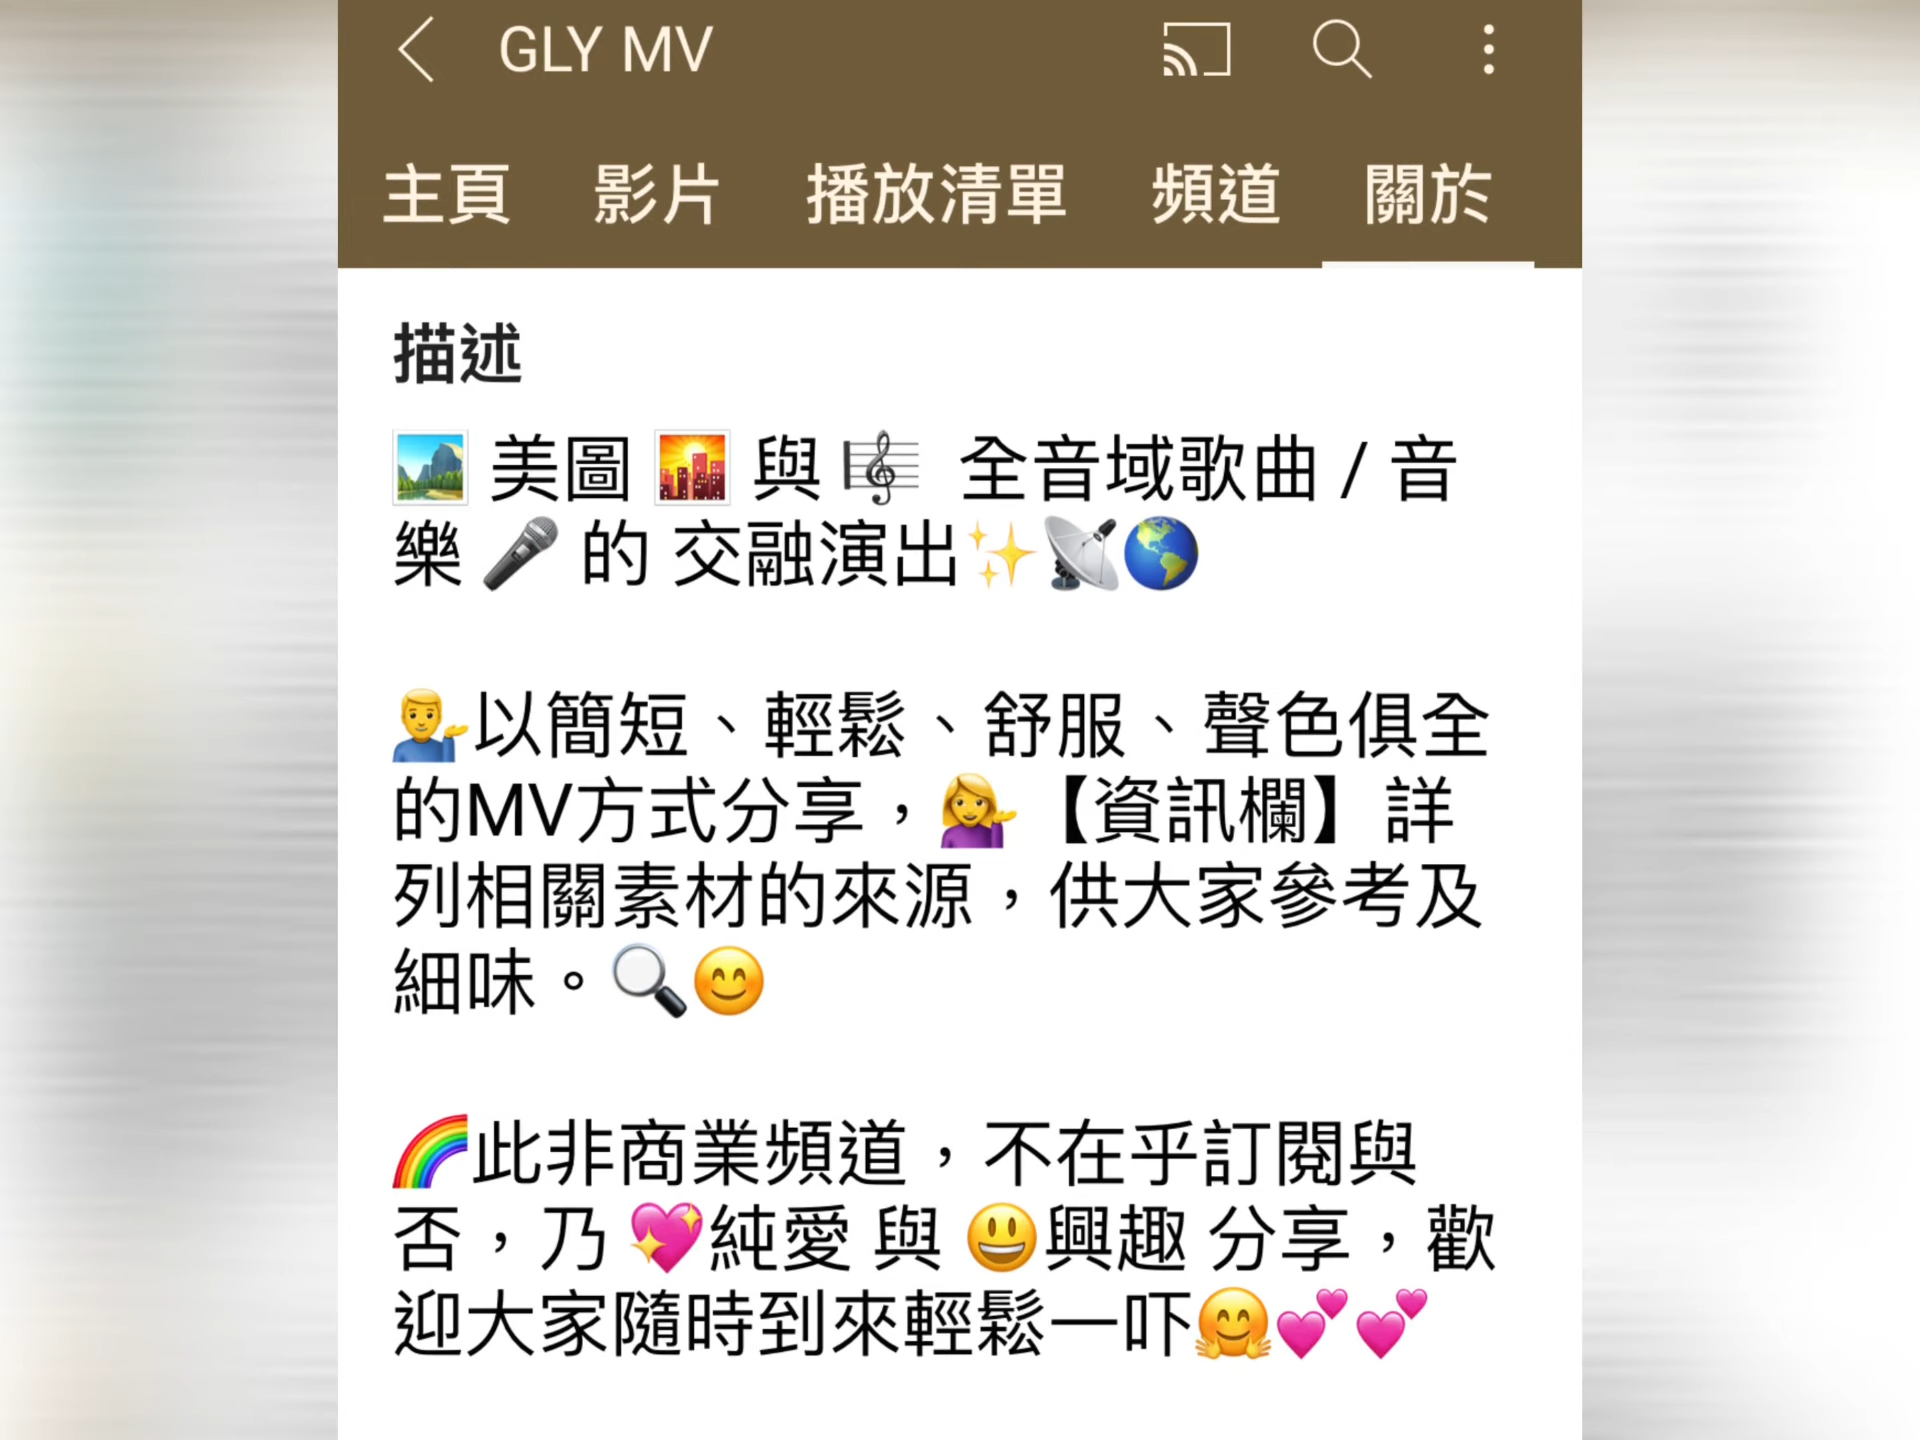 GLY MV
主頁 影片 播放清單 頻道 關於
描述
🏞️ 美圖 🌇 與 🎼 全音域歌曲 / 音
樂 🎤 的 交融演出✨📡🌎
💁‍♂️以簡短、輕鬆、舒服、聲色俱全
的MV方式分享，💁‍♀️【資訊欄】詳
列相關素材的來源，供大家參考及
細味。🔍😊
🌈此非商業頻道，不在乎訂閱與
否，乃 💖純愛 與 😃興趣 分享，歡
迎大家隨時到來輕鬆一吓🤗💕💕